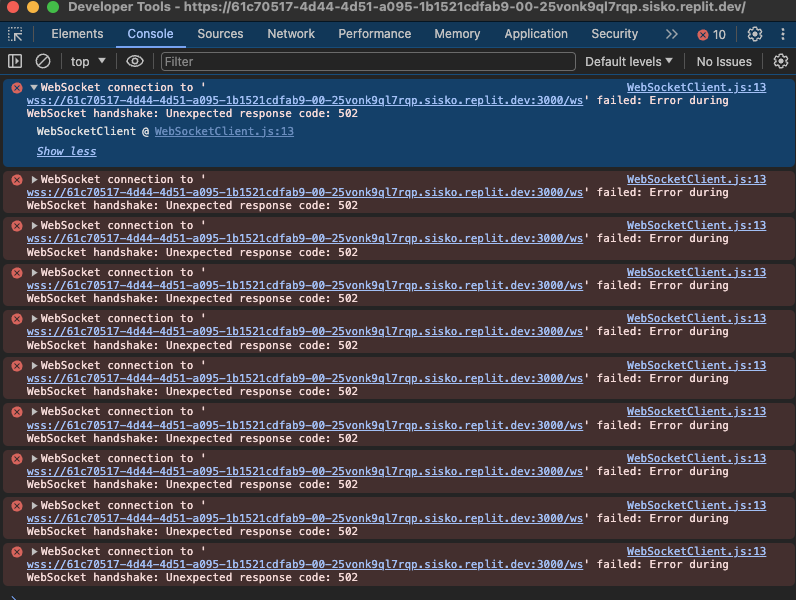 Developer Tools - https://61c70517-4d44-4d51-a095-1b1521cdfab9-00-25vonk9ql7rqp.sisko.replit.dev/
Elements Console Sources Network Performance Memory Application Security 10
top Filter Default levels No Issues
WebSocket connection to ' WebSocketClient.js:13
wss://61c70517-4d44-4d51-a095-1b1521cdfab9-00-25vonk9ql7rqp.sisko.replit.dev:3000/ws' failed: Error during
WebSocket handshake: Unexpected response code: 502
WebSocketClient @ WebSocketClient.js:13
Show less
WebSocket connection to ' WebSocketClient.js:13
wss://61c70517-4d44-4d51-a095-1b1521cdfab9-00-25vonk9ql7rqp.sisko.replit.dev:3000/ws' failed: Error during
WebSocket handshake: Unexpected response code: 502
WebSocket connection to ' WebSocketClient.js:13
wss://61c70517-4d44-4d51-a095-1b1521cdfab9-00-25vonk9ql7rqp.sisko.replit.dev:3000/ws' failed: Error during
WebSocket handshake: Unexpected response code: 502
WebSocket connection to ' WebSocketClient.js:13
wss://61c70517-4d44-4d51-a095-1b1521cdfab9-00-25vonk9ql7rqp.sisko.replit.dev:3000/ws' failed: Error during
WebSocket handshake: Unexpected response code: 502
WebSocket connection to ' WebSocketClient.js:13
wss://61c70517-4d44-4d51-a095-1b1521cdfab9-00-25vonk9ql7rqp.sisko.replit.dev:3000/ws' failed: Error during
WebSocket handshake: Unexpected response code: 502
WebSocket connection to ' WebSocketClient.js:13
wss://61c70517-4d44-4d51-a095-1b1521cdfab9-00-25vonk9ql7rqp.sisko.replit.dev:3000/ws' failed: Error during
WebSocket handshake: Unexpected response code: 502
WebSocket connection to ' WebSocketClient.js:13
wss://61c70517-4d44-4d51-a095-1b1521cdfab9-00-25vonk9ql7rqp.sisko.replit.dev:3000/ws' failed: Error during
WebSocket handshake: Unexpected response code: 502
WebSocket connection to ' WebSocketClient.js:13
wss://61c70517-4d44-4d51-a095-1b1521cdfab9-00-25vonk9ql7rqp.sisko.replit.dev:3000/ws' failed: Error during
WebSocket handshake: Unexpected response code: 502
WebSocket connection to ' WebSocketClient.js:13
wss://61c70517-4d44-4d51-a095-1b1521cdfab9-00-25vonk9ql7rqp.sisko.replit.dev:3000/ws' failed: Error during
WebSocket handshake: Unexpected response code: 502
WebSocket connection to ' WebSocketClient.js:13
wss://61c70517-4d44-4d51-a095-1b1521cdfab9-00-25vonk9ql7rqp.sisko.replit.dev:3000/ws' failed: Error during
WebSocket handshake: Unexpected response code: 502